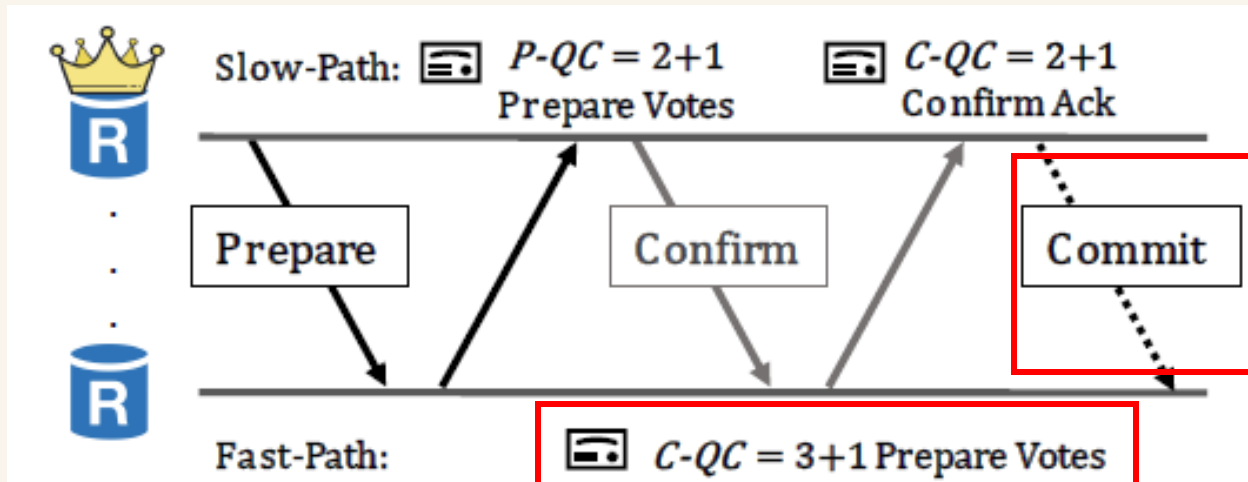 Slow-Path: P-QC = 2+1 C-QC = 2+1
Prepare Votes Confirm Ack
R
Prepare Confirm Commit
R
Fast-Path: C-QC = 3+1 Prepare Votes